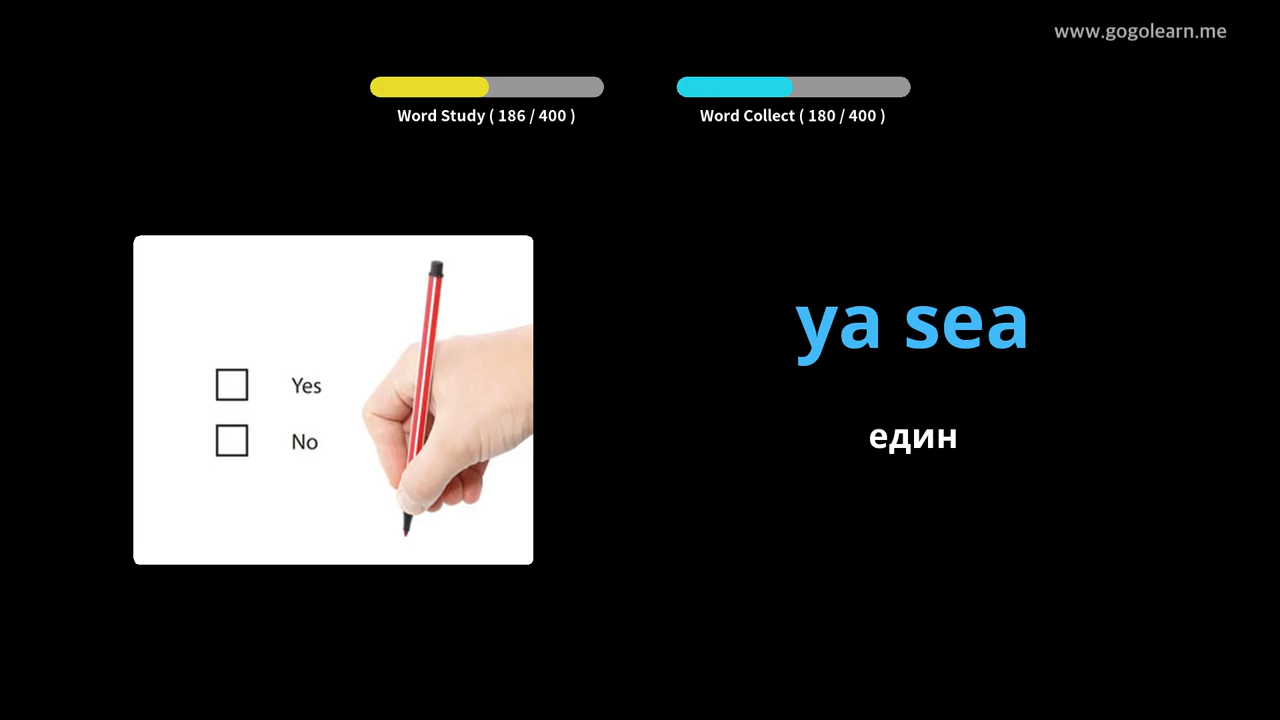 www.gogolearn.me
Word Study ( 186 / 400 )
Word Collect ( 180 / 400 )
Yes
No
ya sea
един